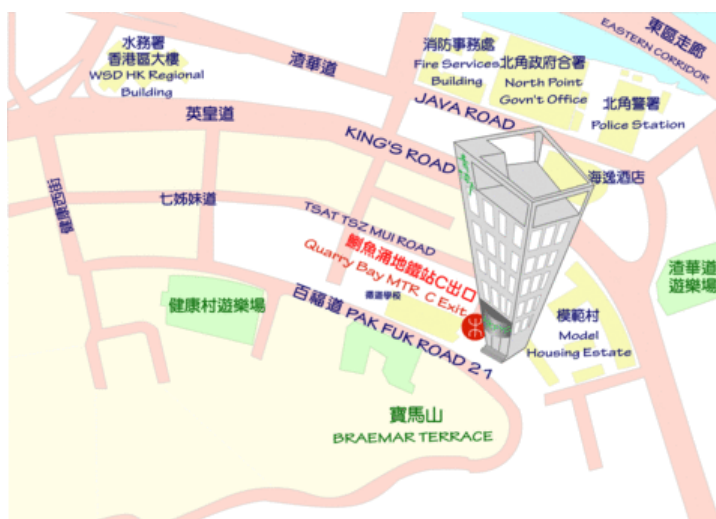 水務署
香港區大樓
WSD HK Regional
Building
渣華道
消防事務處
Fire Services
Building
北角政府合署
North Point
Govn't Office
東區走廊
EASTERN CORRIDOR
北角警署
Police Station
JAVA ROAD
英皇道
KING'S ROAD
海逸酒店
健康西街
七姊妹道
TSAT TSZ MUI ROAD
鰂魚涌地鐵站C出口
Quarry Bay MTR C Exit
渣華道
遊樂場
健康村遊樂場
百福道 PAK FUK ROAD 21
模範村
Model
Housing Estate
寶馬山
BRAEMAR TERRACE